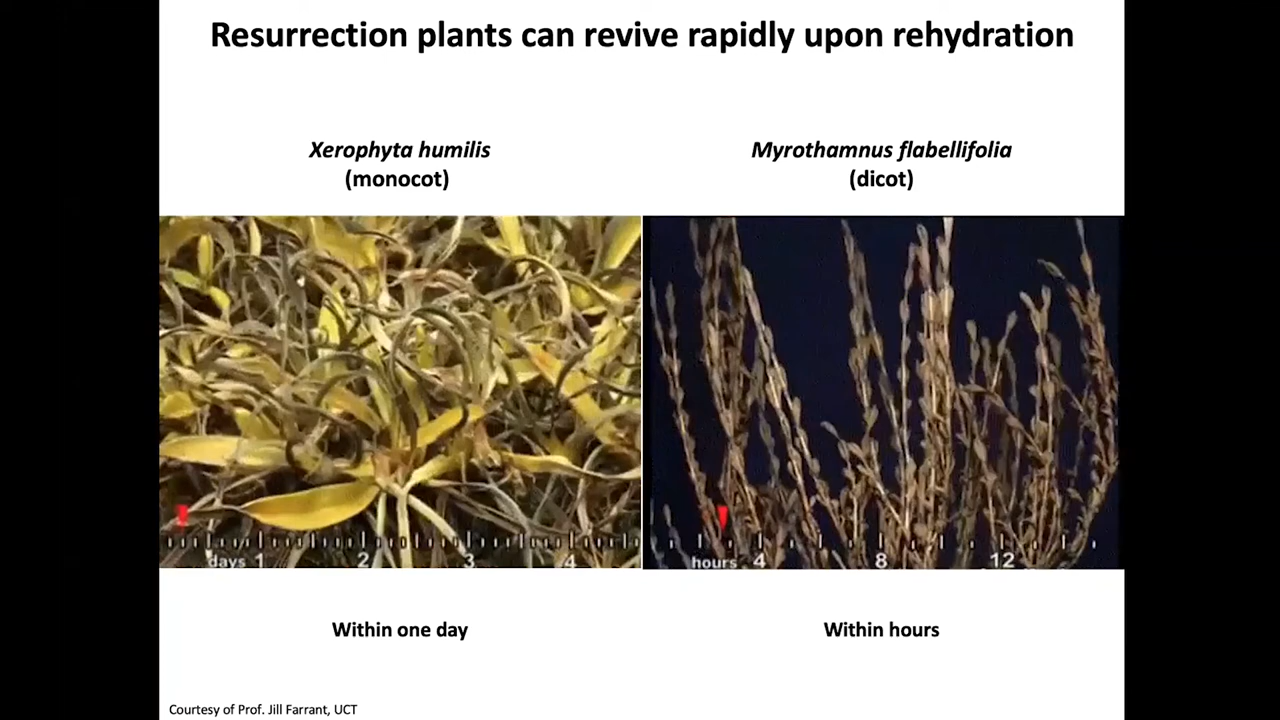 Resurrection plants can revive rapidly upon rehydration
Xerophyta humilis
(monocot)
Myrothamnus flabellifolia
(dicot)
days 1 2 3 4
hours 4 8 12
Within one day
Within hours
Courtesy of Prof. Jill Farrant, UCT